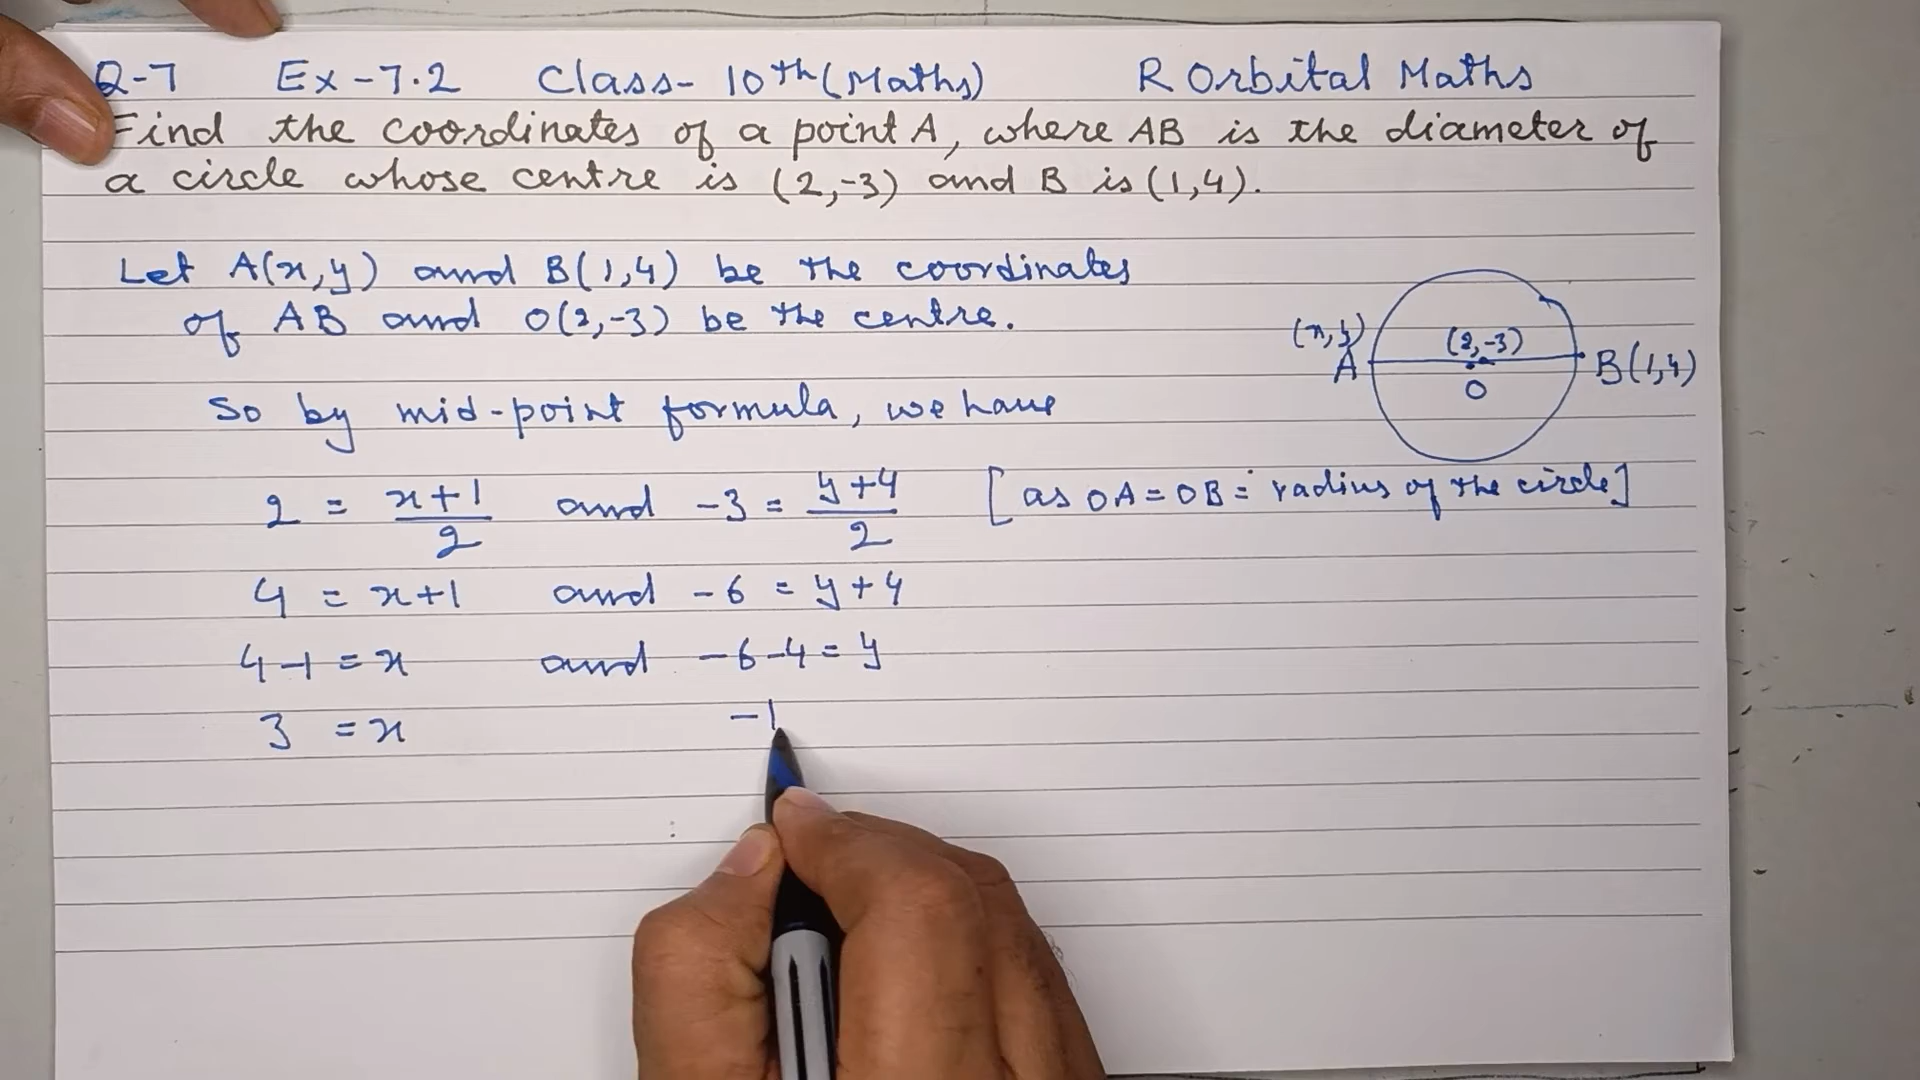 Q-7 Ex-7.2 Class- 10th (Maths) R Orbital Maths
Find the coordinates of a point A, where AB is the diameter of
a circle whose centre is (2,-3) and B is (1,4).
Let A(x,y) and B(1,4) be the coordinates
of AB and O(2,-3) be the centre.
So by mid-point formula, we have
2 = x+1/2 and -3 = y+4/2 [as OA = OB = radius of the circle]
4 = x+1 and -6 = y+4
4-1 = x and -6-4 = y
3 = x -1
(x,y)
A
(2,-3)
O
B(1,4)